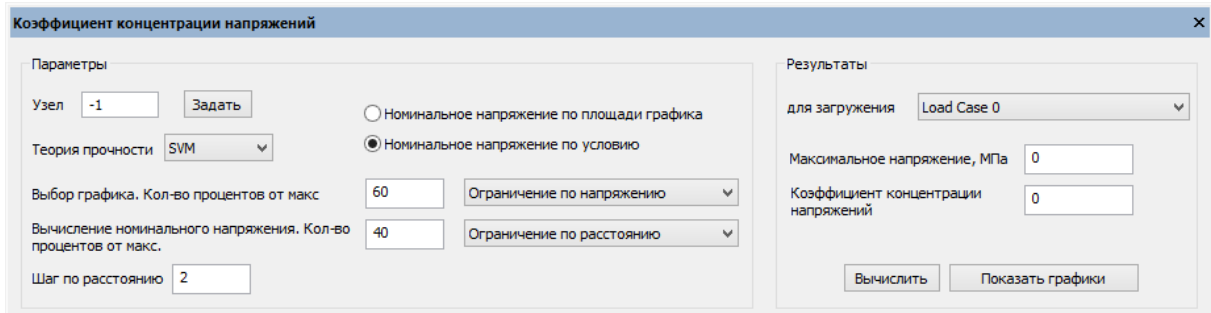 Коэффициент концентрации напряжений
Параметры
Узел -1 Задать
Номинальное напряжение по площади графика
Теория прочности SVM
Номинальное напряжение по условию
Выбор графика. Кол-во процентов от макс 60 Ограничение по напряжению
Вычисление номинального напряжения. Кол-во
процентов от макс. 40 Ограничение по расстоянию
Шаг по расстоянию 2
Результаты
для загружения Load Case 0
Максимальное напряжение, МПа 0
Коэффициент концентрации
напряжений 0
Вычислить Показать графики